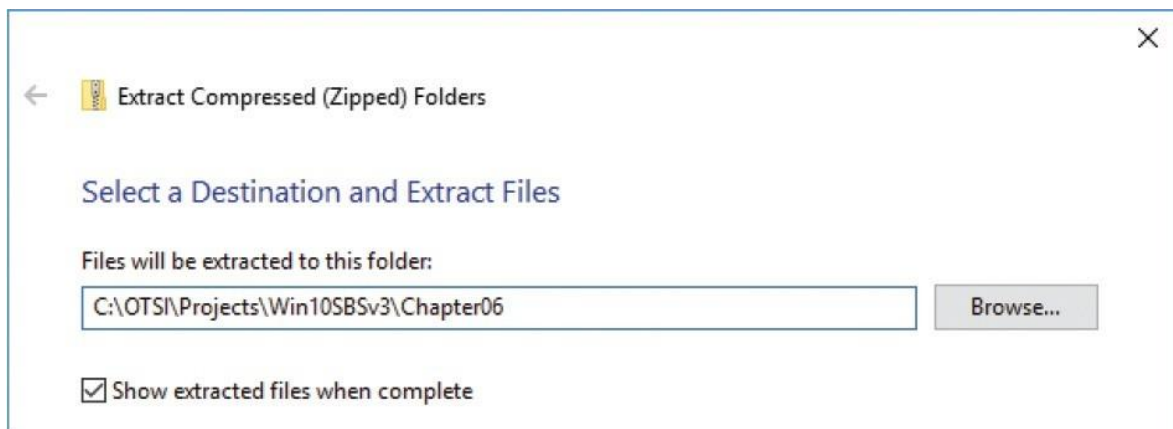 Extract Compressed (Zipped) Folders
Select a Destination and Extract Files
Files will be extracted to this folder:
C:\OTSI\Projects\Win10SBSv3\Chapter06
Browse...
Show extracted files when complete